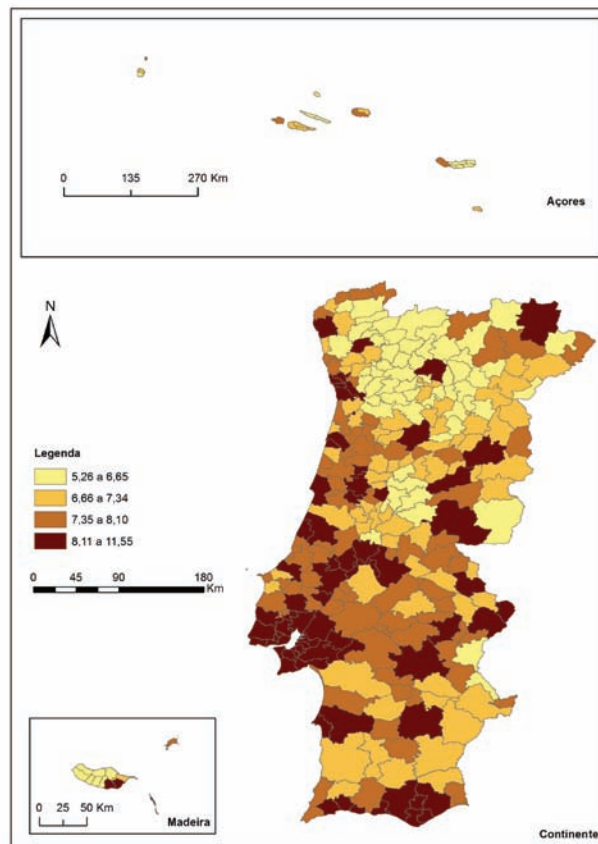 0 135 270 Km
Açores
N
Legenda
5,26 a 6,65
6,66 a 7,34
7,35 a 8,10
8,11 a 11,55
0 45 90 180
Km
0 25 50 Km
Madeira
Continente